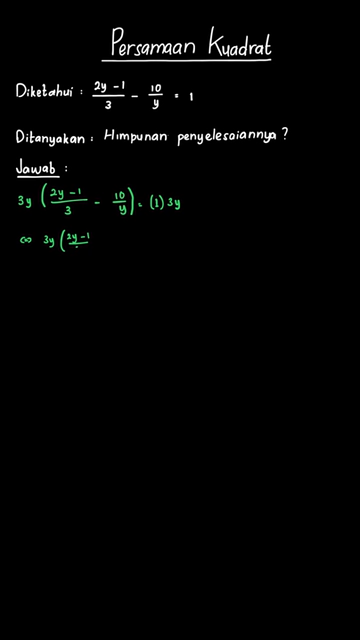 Persamaan Kuadrat
Diketahui : (2y - 1)/3 - 10/y = 1
Ditanyakan : Himpunan penyelesaiannya ?
Jawab :
3y ( (2y - 1)/3 - 10/y ) = (1) 3y
⇔ 3y ( (2y - 1)/